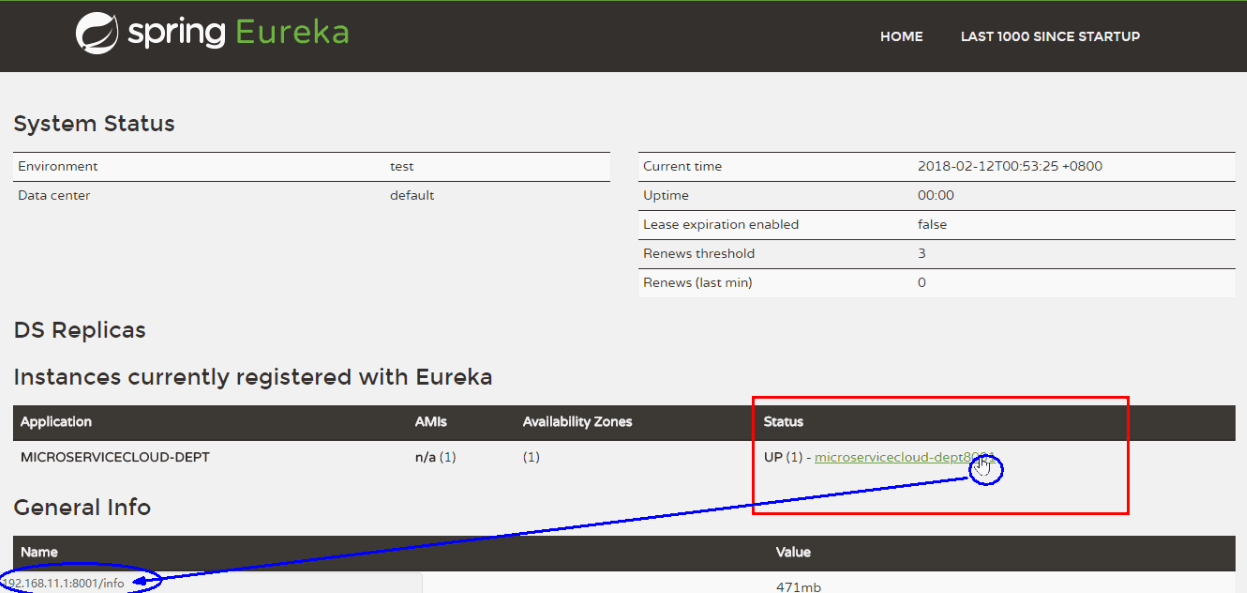 spring Eureka
HOME LAST 1000 SINCE STARTUP
System Status
Environment test
Data center default
Current time 2018-02-12T00:53:25 +0800
Uptime 00:00
Lease expiration enabled false
Renews threshold 3
Renews (last min) 0
DS Replicas
Instances currently registered with Eureka
Application AMIs Availability Zones Status
MICROSERVICECLOUD-DEPT n/a (1) (1) UP (1) - microservicecloud-dept8001
General Info
Name Value
192.168.11.1:8001/info 471mb